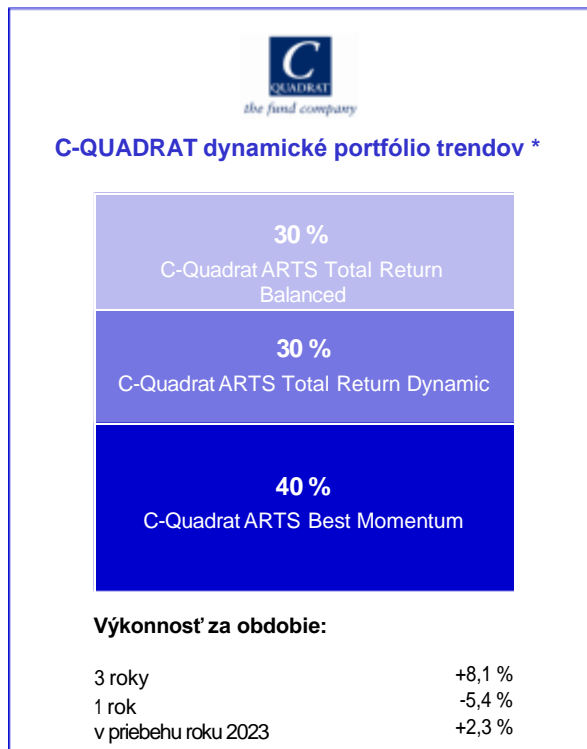 C
QUADRAT
the fund company
C-QUADRAT dynamické portfólio trendov *
30 %
C-Quadrat ARTS Total Return
Balanced
30 %
C-Quadrat ARTS Total Return Dynamic
40 %
C-Quadrat ARTS Best Momentum
Výkonnosť za obdobie:
3 roky +8,1 %
1 rok -5,4 %
v priebehu roku 2023 +2,3 %